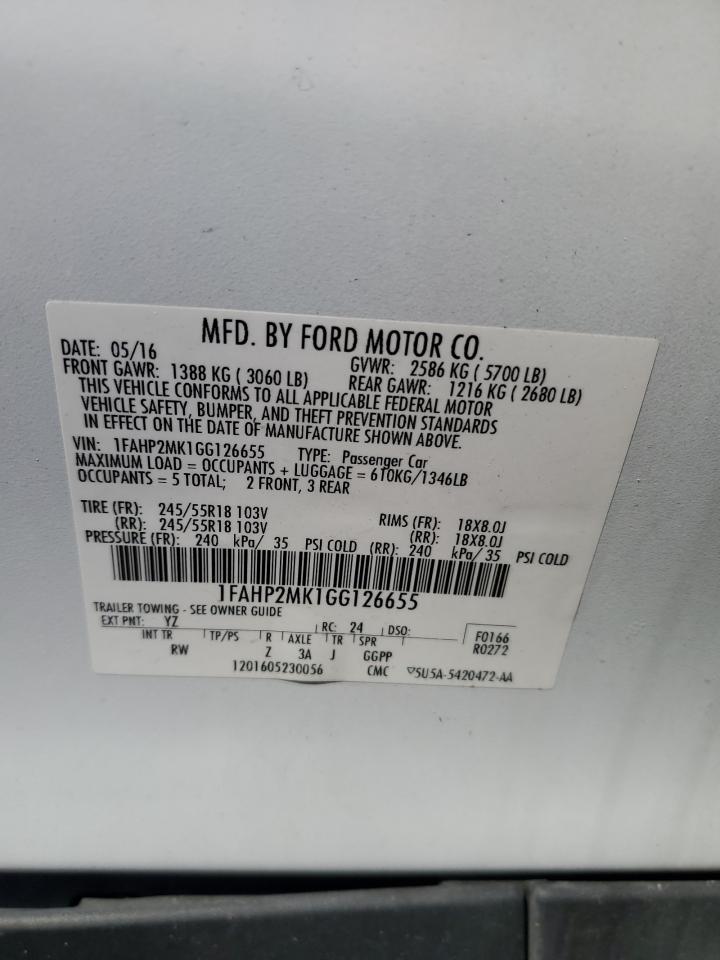 MFD. BY FORD MOTOR CO.
DATE: 05/16 GVWR: 2586 KG ( 5700 LB)
FRONT GAWR: 1388 KG ( 3060 LB) REAR GAWR: 1216 KG ( 2680 LB)
THIS VEHICLE CONFORMS TO ALL APPLICABLE FEDERAL MOTOR
VEHICLE SAFETY, BUMPER, AND THEFT PREVENTION STANDARDS
IN EFFECT ON THE DATE OF MANUFACTURE SHOWN ABOVE.
VIN: 1FAHP2MK1GG126655 TYPE: Passenger Car
MAXIMUM LOAD = OCCUPANTS + LUGGAGE = 610KG/1346LB
OCCUPANTS = 5 TOTAL; 2 FRONT, 3 REAR
TIRE (FR): 245/55R18 103V RIMS (FR): 18X8.0J
(RR): 245/55R18 103V (RR): 18X8.0J
PRESSURE (FR): 240 kPa/ 35 PSI COLD (RR): 240 kPa/35 PSI COLD
1FAHP2MK1GG126655
TRAILER TOWING - SEE OWNER GUIDE
EXT PNT: YZ RC: 24 DSO: F0166
INT TR TP/PS R AXLE TR SPR R0272
RW Z 3A J GGPP
1201605230056 CMC ▽5U5A-5420472-AA